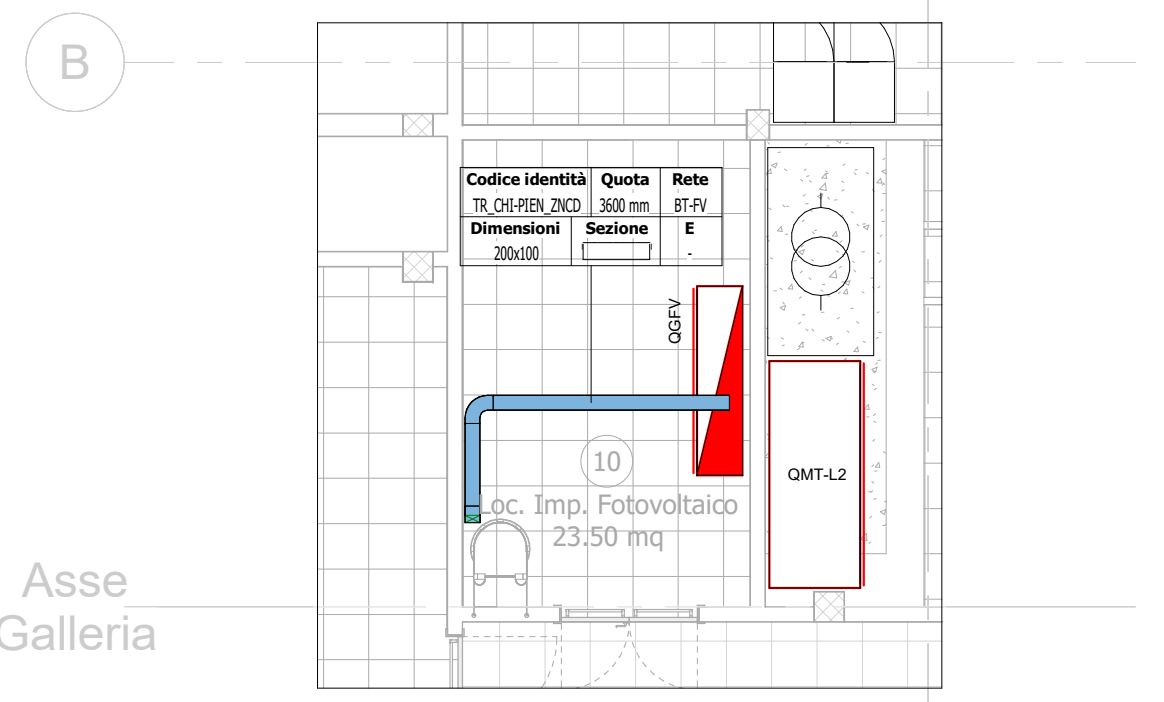 B
Codice identità Quota Rete
TR_CHI-PIEN_ZNCD 3600 mm BT-FV
Dimensioni Sezione E
200x100 -
QGFV
10
Loc. Imp. Fotovoltaico
23.50 mq
QMT-L2
Asse
Galleria